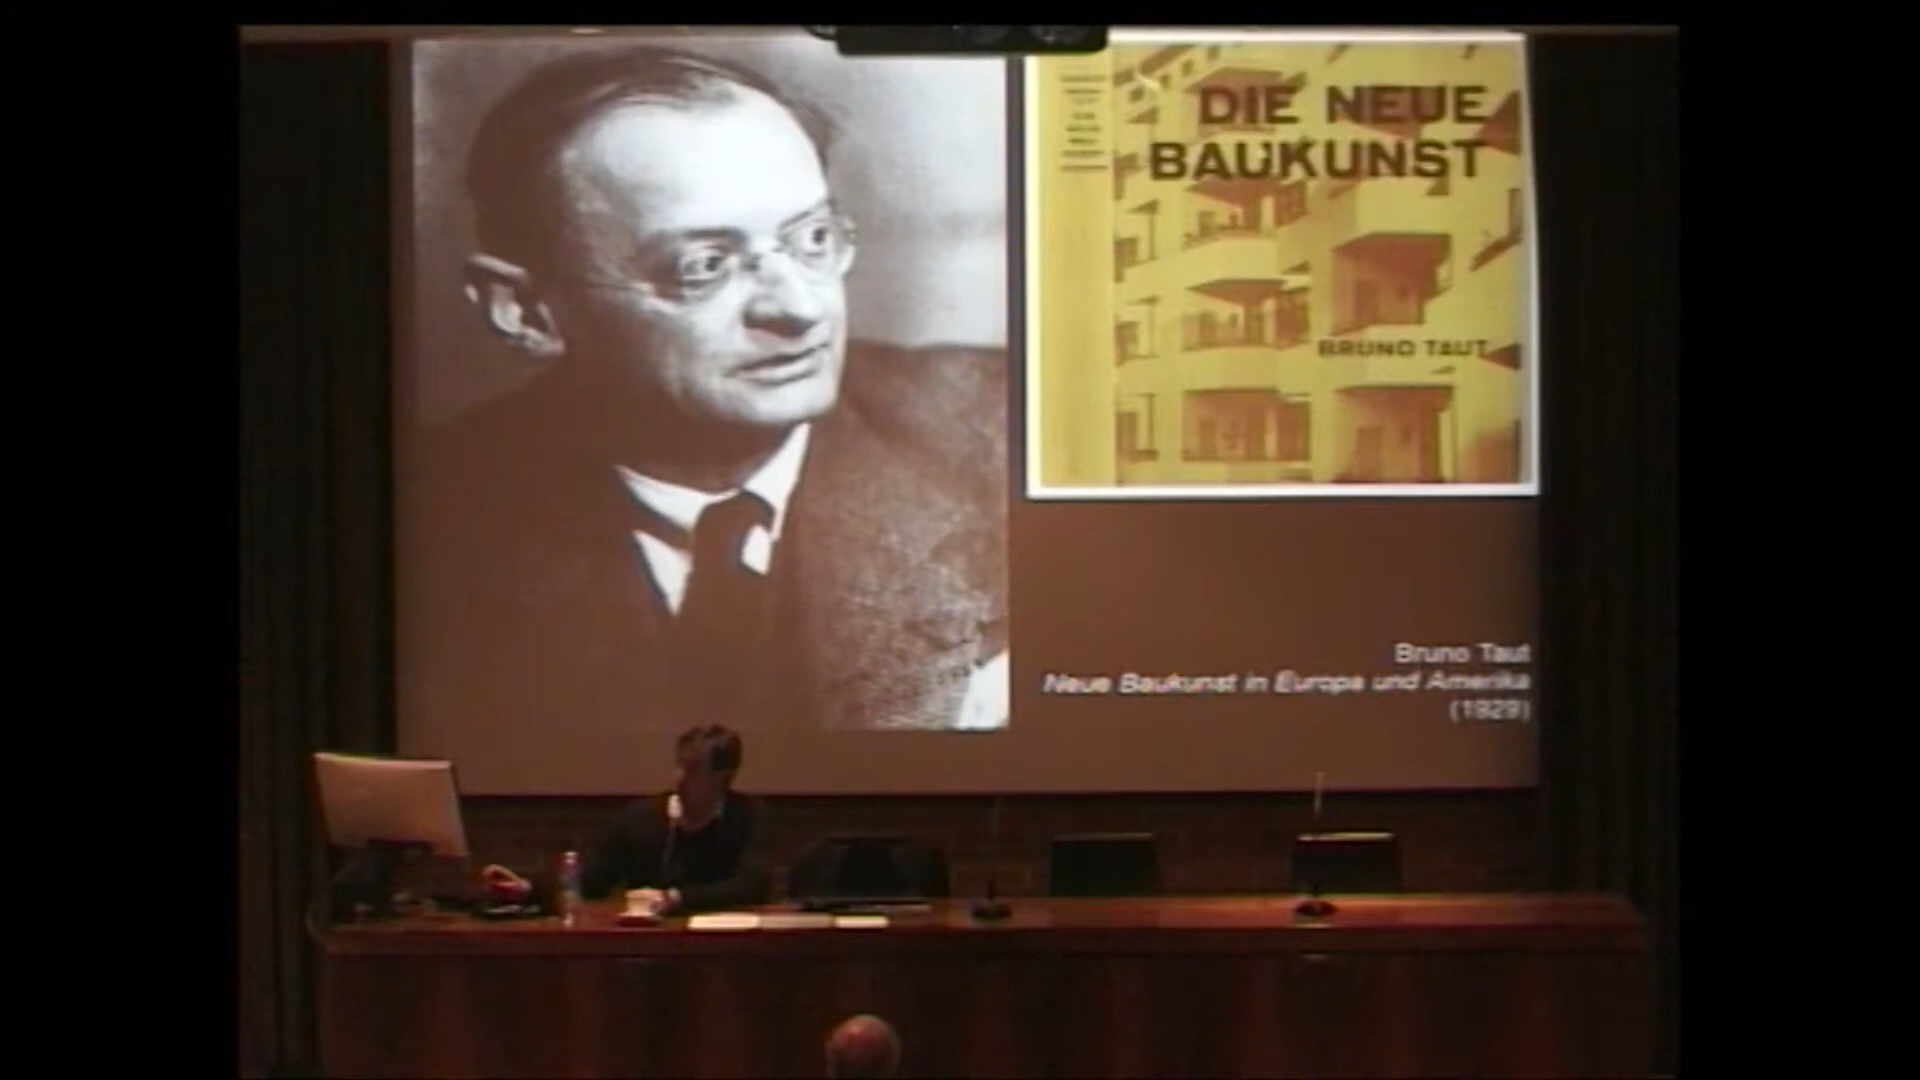 DIE NEUE
BAUKUNST
BRUNO TAUT
Bruno Taut
Neue Baukunst in Europa und Amerika
(1929)